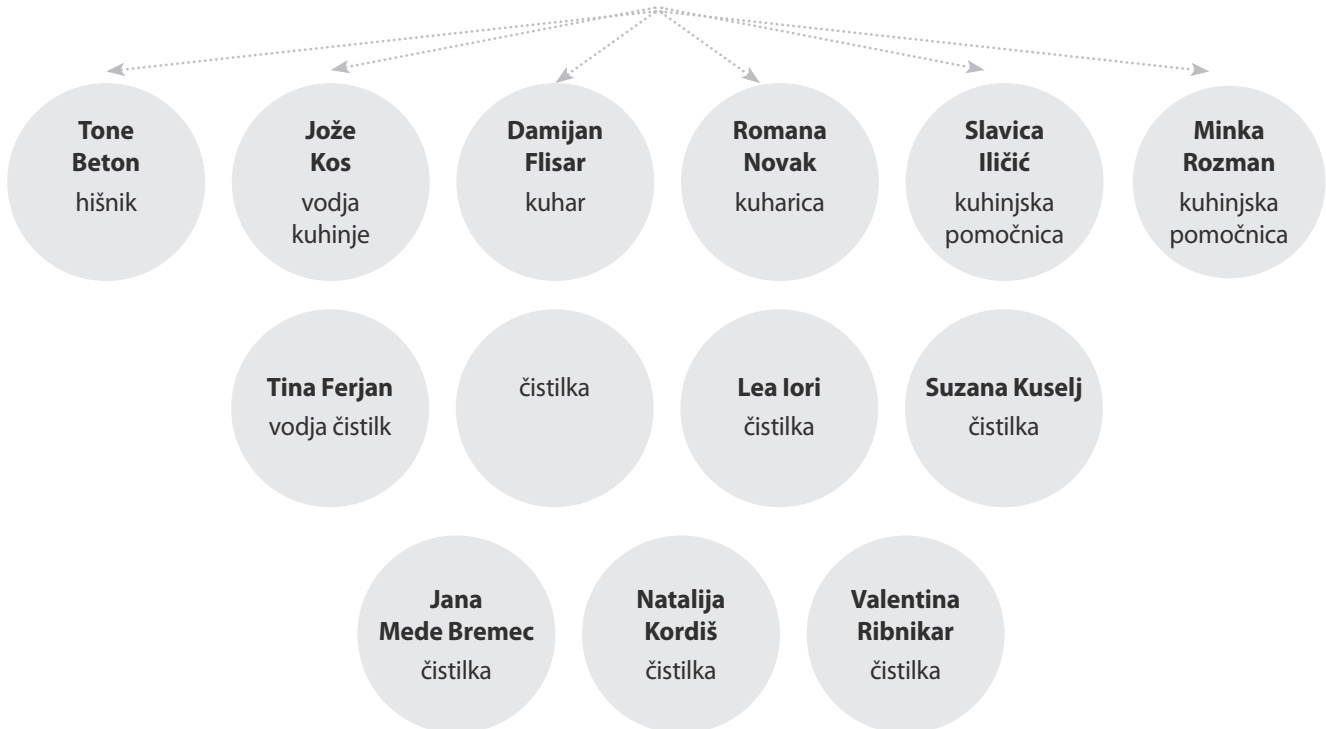 Tone
Beton
hišnik
Jože
Kos
vodja
kuhinje
Damijan
Flisar
kuhar
Romana
Novak
kuharica
Slavica
Iličić
kuhinjska
pomočnica
Minka
Rozman
kuhinjska
pomočnica
Tina Ferjan
vodja čistilk
čistilka
Lea Iori
čistilka
Suzana Kuselj
čistilka
Jana
Mede Bremec
čistilka
Natalija
Kordiš
čistilka
Valentina
Ribnikar
čistilka